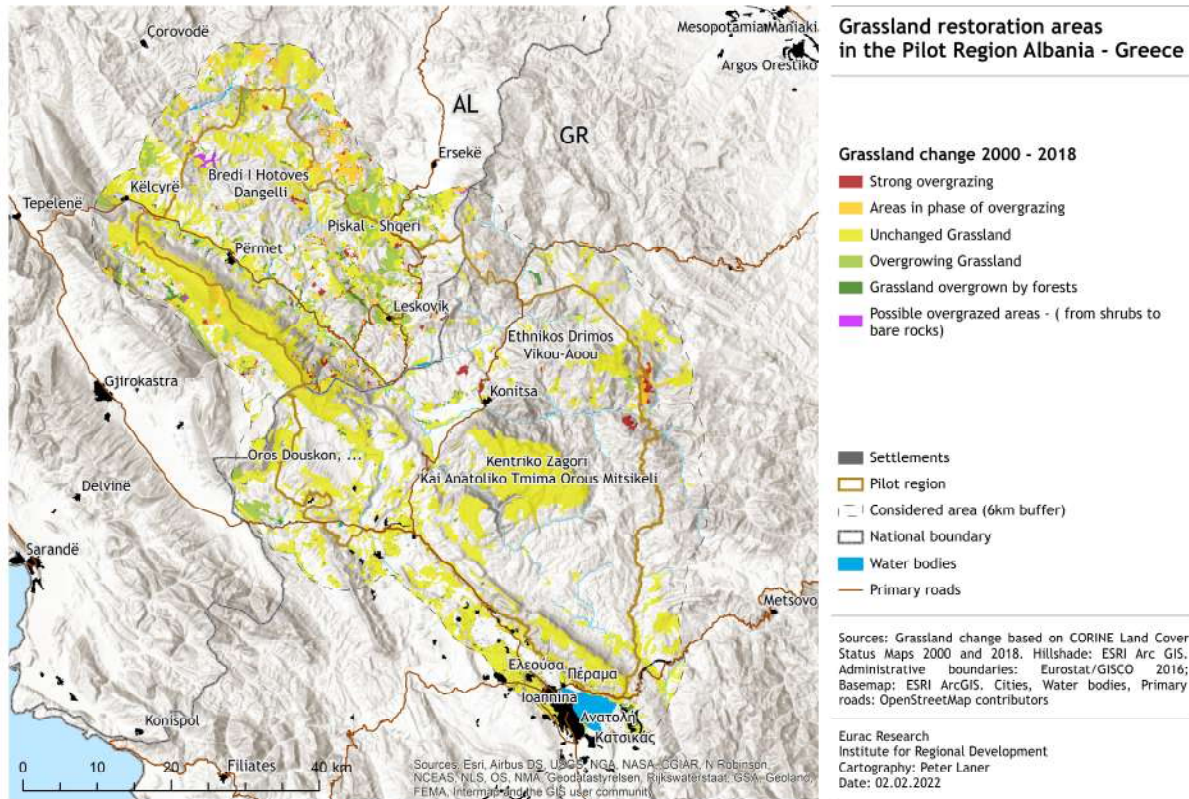 Grassland restoration areas
in the Pilot Region Albania - Greece
Grassland change 2000 - 2018
Strong overgrazing
Areas in phase of overgrazing
Unchanged Grassland
Overgrowing Grassland
Grassland overgrown by forests
Possible overgrazed areas - ( from shrubs to
bare rocks)
Settlements
Pilot region
Considered area (6km buffer)
National boundary
Water bodies
Primary roads
Sources: Grassland change based on CORINE Land Cover
Status Maps 2000 and 2018. Hillshade: ESRI Arc GIS.
Administrative boundaries: Eurostat/GISCO 2016;
Basemap: ESRI ArcGIS. Cities, Water bodies, Primary
roads: OpenStreetMap contributors
Eurac Research
Institute for Regional Development
Cartography: Peter Laner
Date: 02.02.2022
Çorovodë
Mesopotamia
Maniaki
Argos Orestiko
AL
GR
Ersekë
Bredi I Hotoves
Dangelli
Këlcyrë
Tepelenë
Piskal - Shqeri
Përmet
Leskovik
Ethnikos Drimos
Vikou-Aoou
Gjirokastra
Konitsa
Oros Douskon, ...
Kentriko Zagori
Kai Anatoliko Tmima Orous Mitsikeli
Delvinë
Sarandë
Metsovo
Ελεούσα
Πέραμα
Ioannina
Ανατολή
Κατσικάς
Konispol
Filiates
0 10 20 40 km
Sources: Esri, Airbus DS, USGS, NGA, NASA, CGIAR, N Robinson,
NCEAS, NLS, OS, NMA, Geodatastyrelsen, Rijkswaterstaat, GSA, Geoland,
FEMA, Intermap and the GIS user community